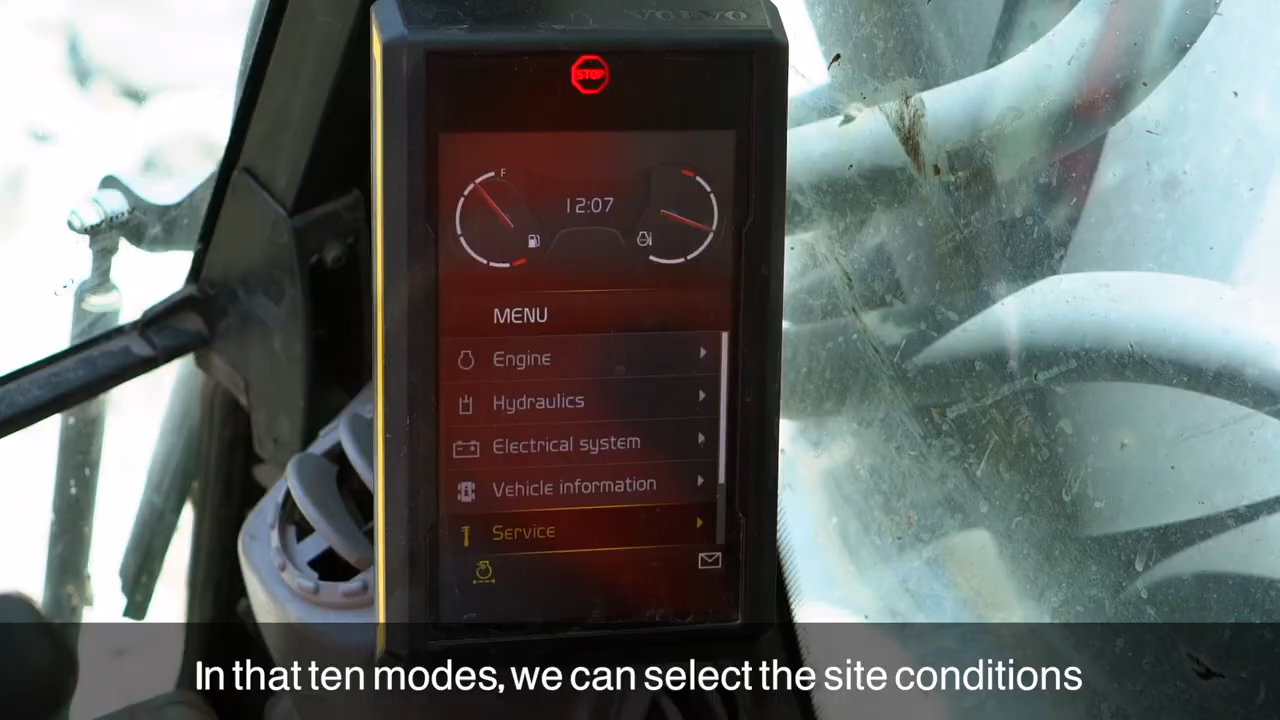 VOLVO
STOP
F
12:07
MENU
Engine
Hydraulics
Electrical system
Vehicle information
Service
In that ten modes, we can select the site conditions